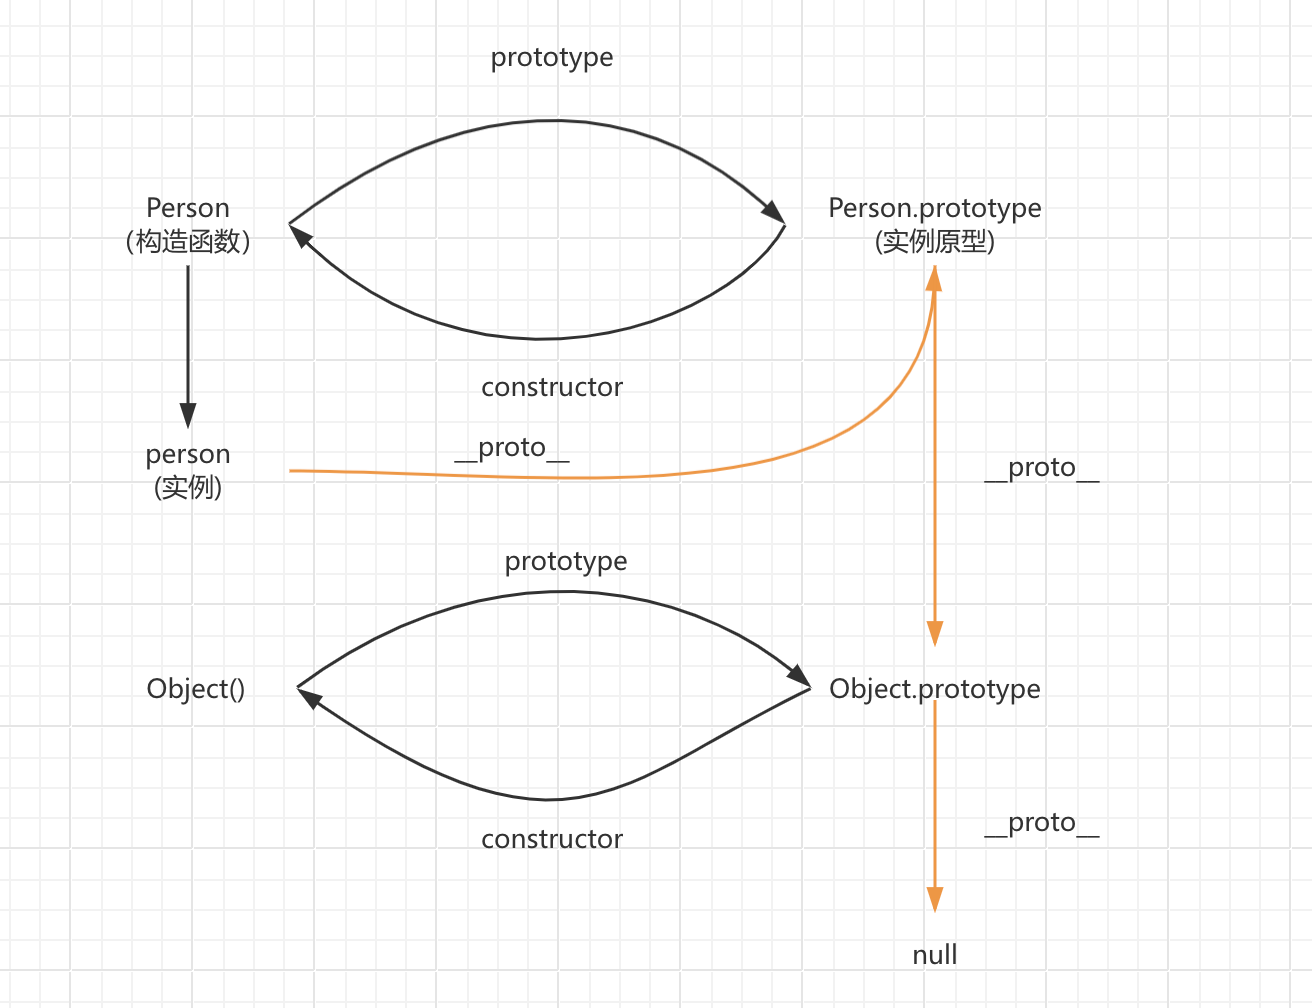 prototype
Person
Person.prototype
（构造函数）
(实例原型)
constructor
__proto__
person
(实例)
__proto__
prototype
Object()
Object.prototype
__proto__
constructor
null